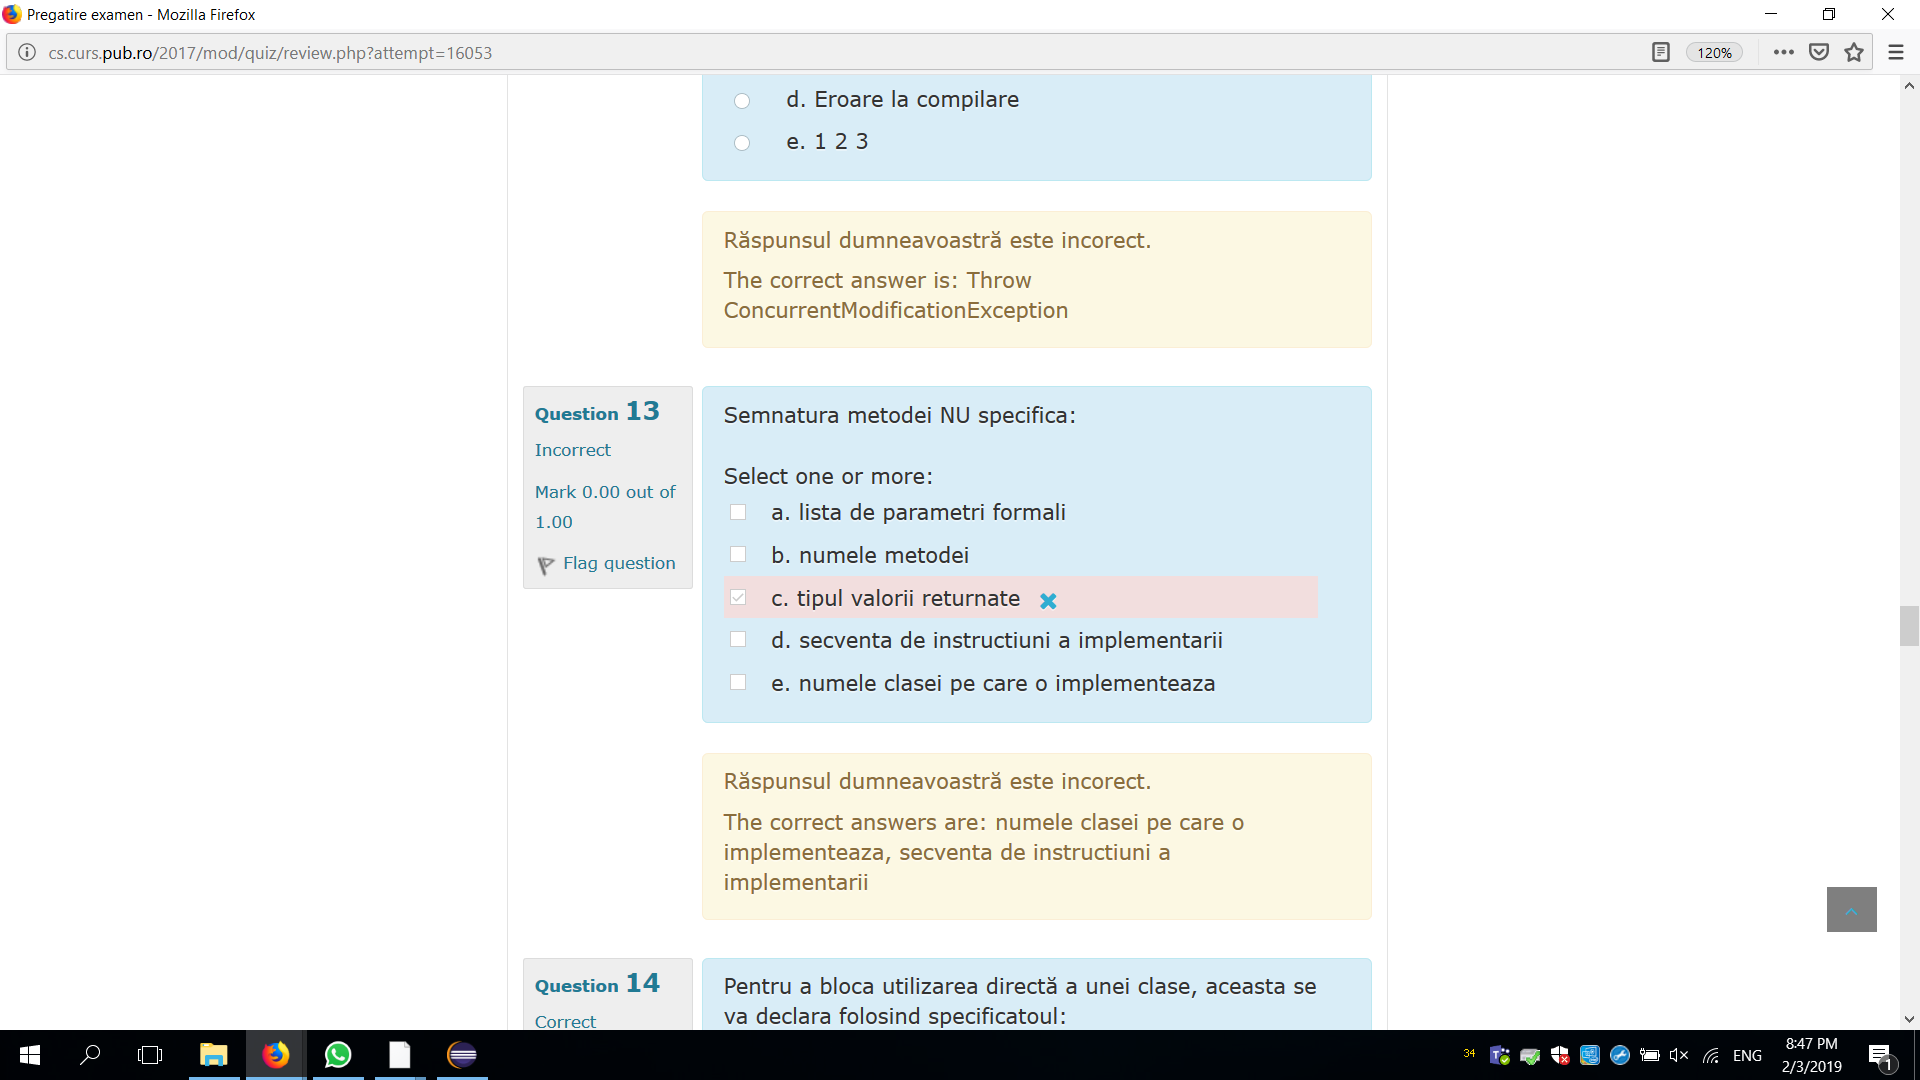 Pregatire examen - Mozilla Firefox
cs.curs.pub.ro/2017/mod/quiz/review.php?attempt=16053
120%
d. Eroare la compilare
e. 1 2 3
Răspunsul dumneavoastră este incorect.
The correct answer is: Throw
ConcurrentModificationException
Question 13
Incorrect
Mark 0.00 out of
1.00
Flag question
Semnatura metodei NU specifica:
Select one or more:
a. lista de parametri formali
b. numele metodei
c. tipul valorii returnate
d. secventa de instructiuni a implementarii
e. numele clasei pe care o implementeaza
Răspunsul dumneavoastră este incorect.
The correct answers are: numele clasei pe care o
implementeaza, secventa de instructiuni a
implementarii
Question 14
Correct
Pentru a bloca utilizarea directă a unei clase, aceasta se
va declara folosind specificatoul:
34
ENG
8:47 PM
2/3/2019
1